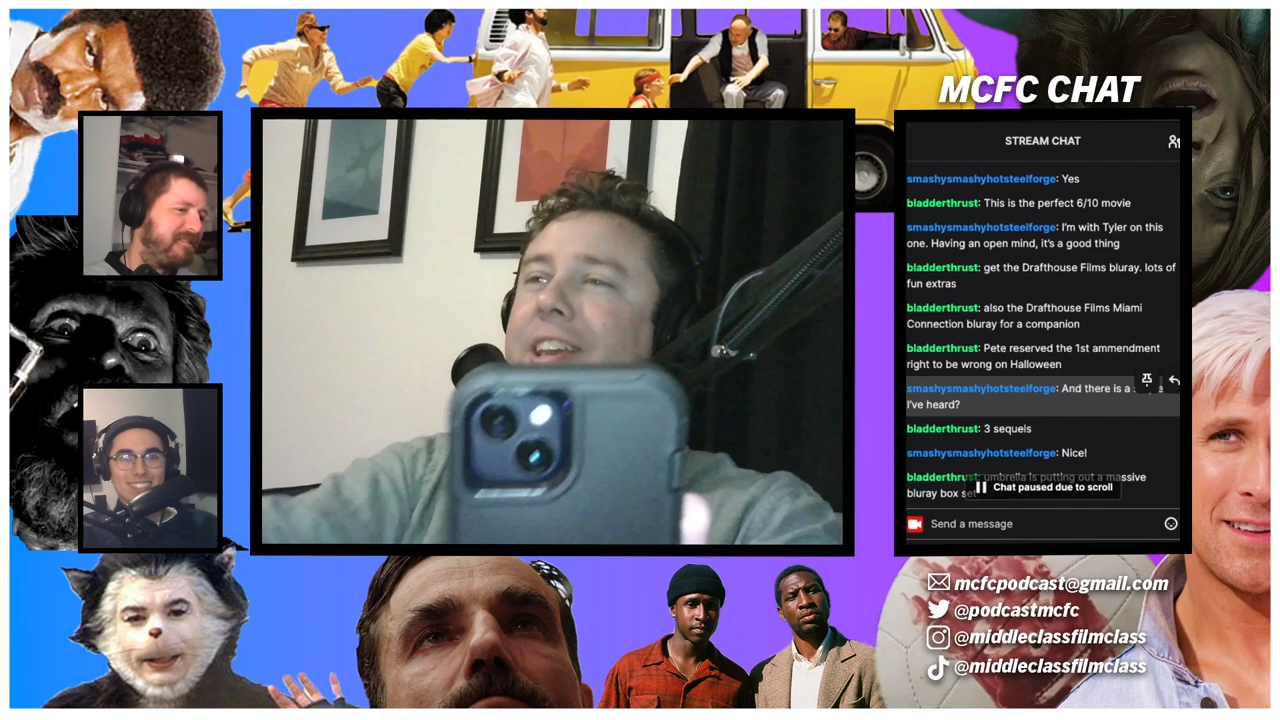 MCFC CHAT
STREAM CHAT
smashysmashyhotsteelforge: Yes
bladderthrust: This is the perfect 6/10 movie
smashysmashyhotsteelforge: I'm with Tyler on this
one. Having an open mind, it's a good thing
bladderthrust: get the Drafthouse Films bluray. lots of
fun extras
bladderthrust: also the Drafthouse Films Miami
Connection bluray for a companion
bladderthrust: Pete reserved the 1st ammendment
right to be wrong on Halloween
smashysmashyhotsteelforge: And there is a
I've heard?
bladderthrust: 3 sequels
smashysmashyhotsteelforge: Nice!
bladderthrust: umbrella is putting out a massive
bluray box set
Chat paused due to scroll
Send a message
mcfcpodcast@gmail.com
@podcastmcfc
@middleclassfilmclass
@middleclassfilmclass